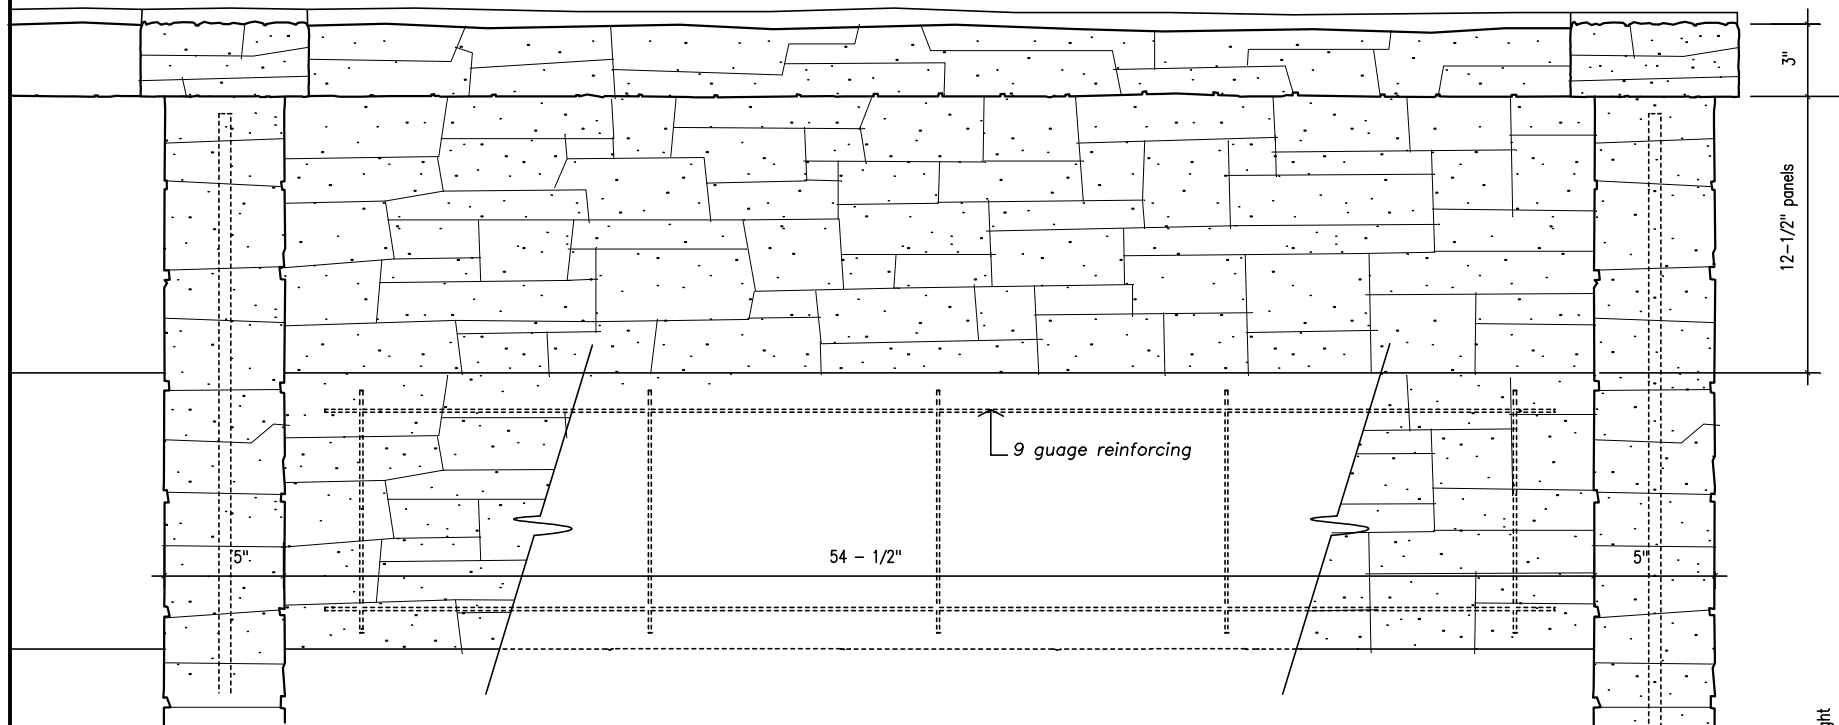 3"
12-1/2" panels
9 guage reinforcing
5"
54 - 1/2"
5"